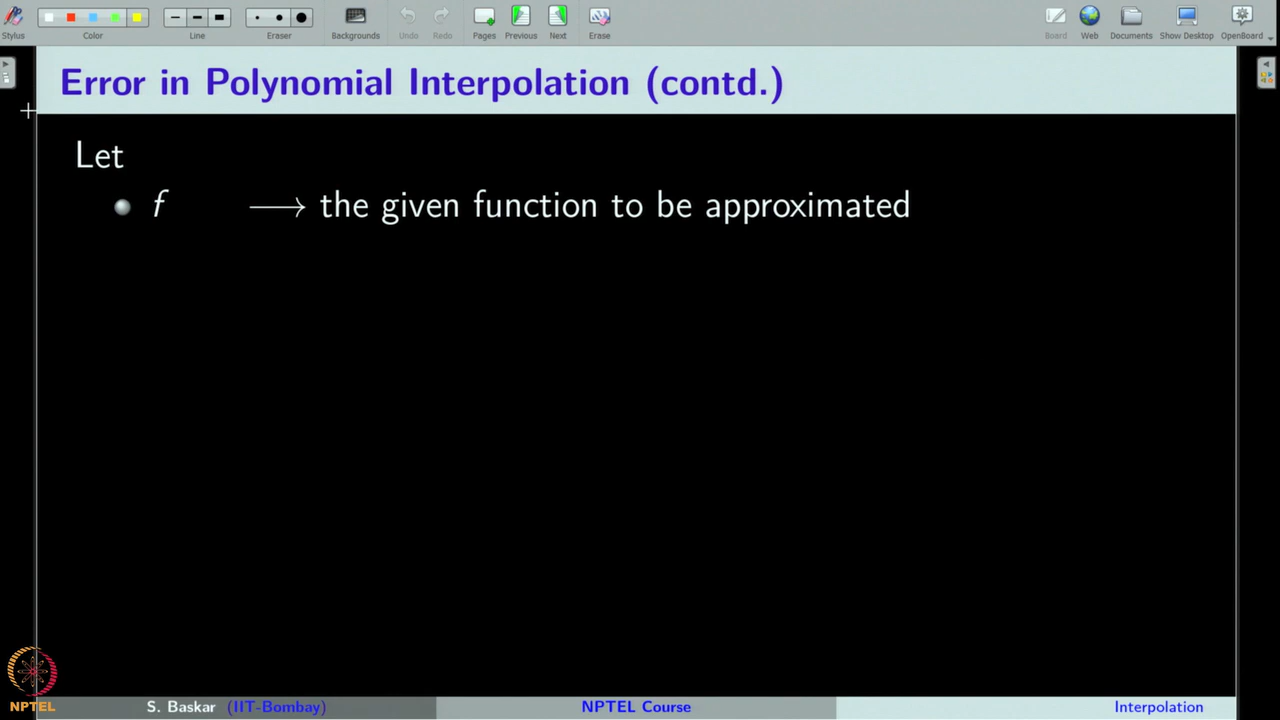 Stylus Color Line Eraser Backgrounds Undo Redo Pages Previous Next Erase Board Web Documents Show Desktop OpenBoard
Error in Polynomial Interpolation (contd.)
Let
f ⟶ the given function to be approximated
NPTEL
S. Baskar (IIT-Bombay) NPTEL Course Interpolation